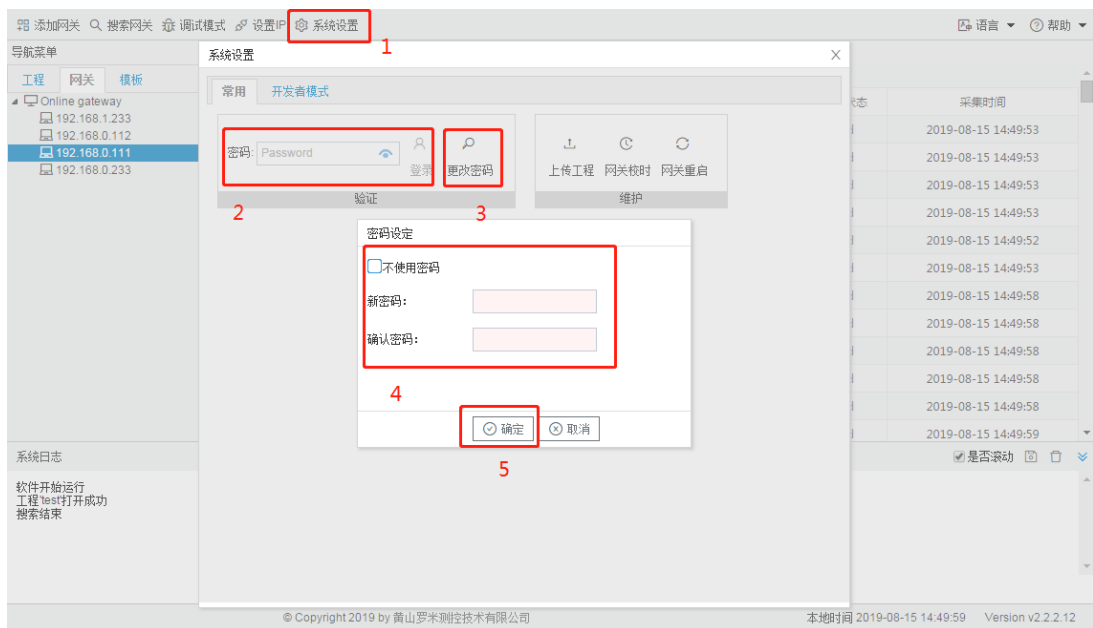 添加网关 搜索网关 调试模式 设置IP 系统设置 语言 帮助
1
导航菜单
工程 网关 模板
Online gateway
192.168.1.233
192.168.0.112
192.168.0.111
192.168.0.233
系统设置
常用 开发者模式
密码: Password 登录 更改密码
验证
上传工程 网关校时 网关重启
维护
2
3
密码设定
不使用密码
新密码:
确认密码:
4
确定 取消
5
采集时间
2019-08-15 14:49:53
2019-08-15 14:49:53
2019-08-15 14:49:53
2019-08-15 14:49:53
2019-08-15 14:49:52
2019-08-15 14:49:53
2019-08-15 14:49:58
2019-08-15 14:49:58
2019-08-15 14:49:58
2019-08-15 14:49:58
2019-08-15 14:49:58
2019-08-15 14:49:59
系统日志 是否滚动
软件开始运行
工程'test'打开成功
搜索结束
© Copyright 2019 by 黄山罗米测控技术有限公司 本地时间 2019-08-15 14:49:59 Version v2.2.2.12